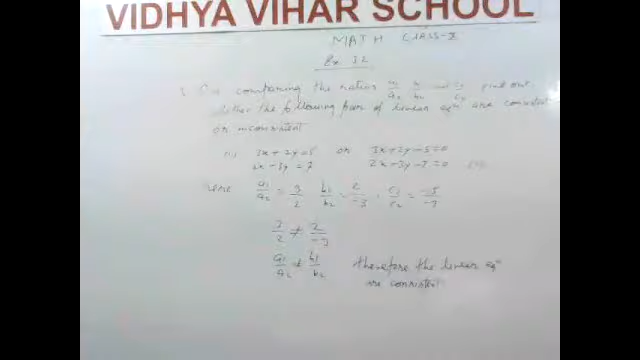 VIDHYA VIHAR SCHOOL
MATH CLASS-X
Ex 3.2
On comparing the ratios a₁/a₂ b₁/b₂ and c₁/c₂ find out
whether the following pair of linear eqⁿ are consistent
or inconsistent
3x + 2y = 5 or 3x + 2y - 5 = 0
2x - 3y = 7 2x - 3y - 7 = 0
here a₁/a₂ = 3/2 b₁/b₂ = 2/-3 , c₁/c₂ = -5/-7
3/2 ≠ 2/-3
a₁/a₂ ≠ b₁/b₂ therefore the linear eqⁿ
are consistent